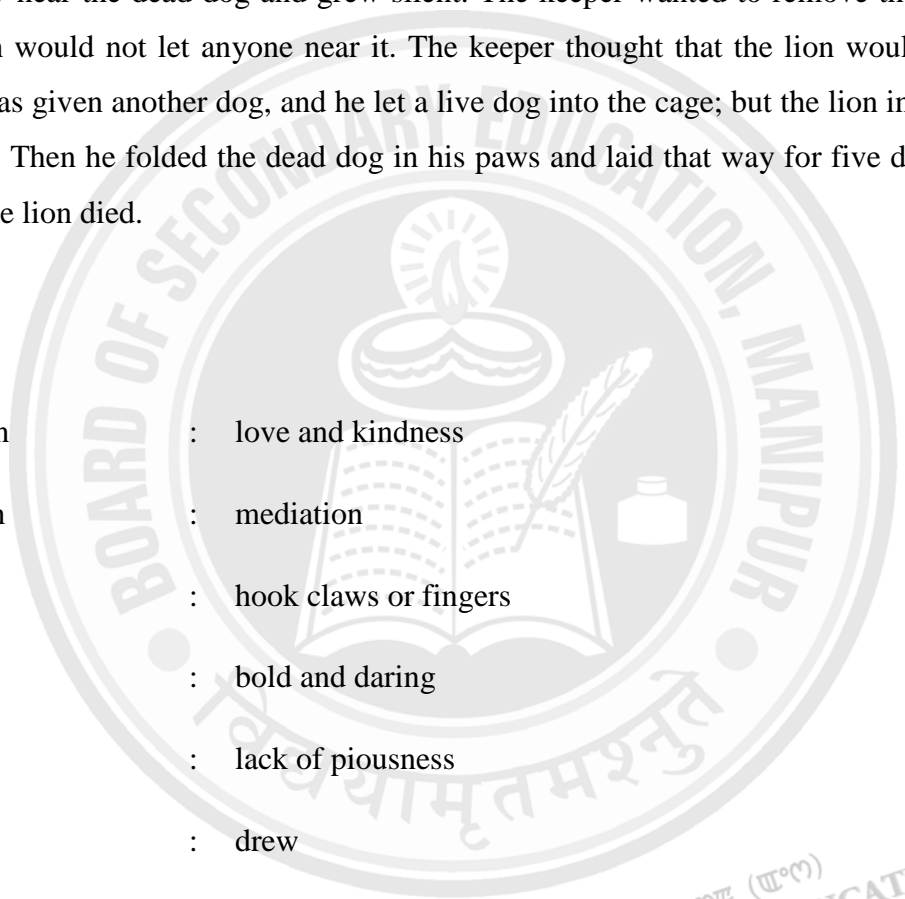 near the dead dog and grew silent. The keeper wanted to remove th
would not let anyone near it. The keeper thought that the lion woul
as given another dog, and he let a live dog into the cage; but the lion in
Then he folded the dead dog in his paws and laid that way for five d
e lion died.
: love and kindness
: mediation
: hook claws or fingers
: bold and daring
: lack of piousness
: drew
BOARD OF SECONDARY EDUCATION, MANIPUR
विद्ययामृतमश्नुते